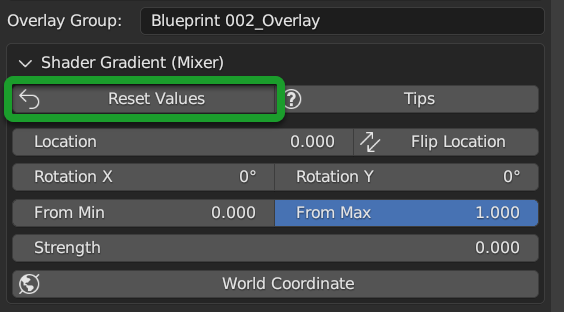 Overlay Group: Blueprint 002_Overlay
Shader Gradient (Mixer)
Reset Values ? Tips
Location 0.000 Flip Location
Rotation X 0° Rotation Y 0°
From Min 0.000 From Max 1.000
Strength 0.000
World Coordinate